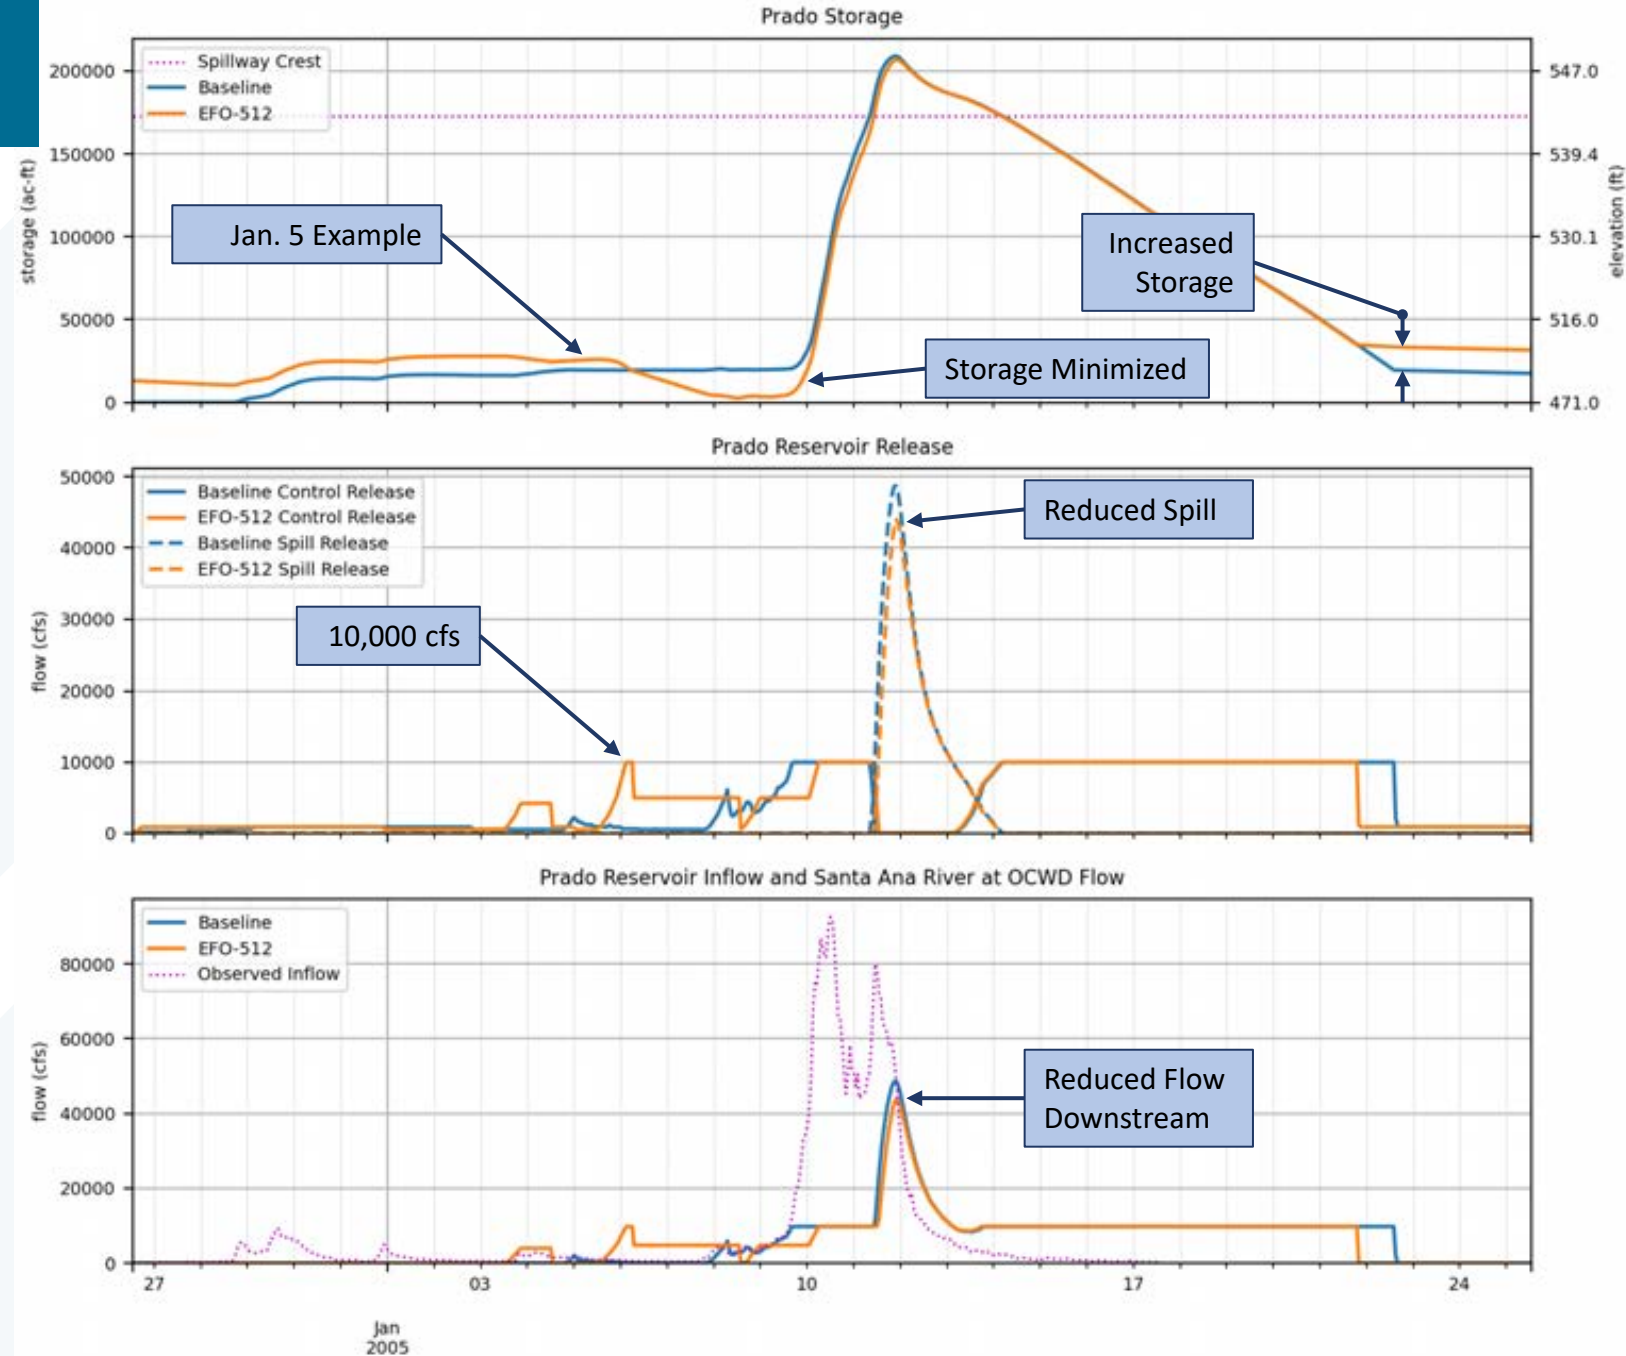 Prado Storage
Spillway Crest
Baseline
EFO-512
200000
150000
100000
50000
0
storage (ac-ft)
547.0
539.4
530.1
516.0
471.0
elevation (ft)
Jan. 5 Example
Increased
Storage
Storage Minimized
Prado Reservoir Release
Baseline Control Release
EFO-512 Control Release
Baseline Spill Release
EFO-512 Spill Release
50000
40000
30000
20000
10000
0
flow (cfs)
Reduced Spill
10,000 cfs
Prado Reservoir Inflow and Santa Ana River at OCWD Flow
Baseline
EFO-512
Observed Inflow
80000
60000
40000
20000
0
flow (cfs)
Reduced Flow
Downstream
27
03
10
17
24
Jan
2005